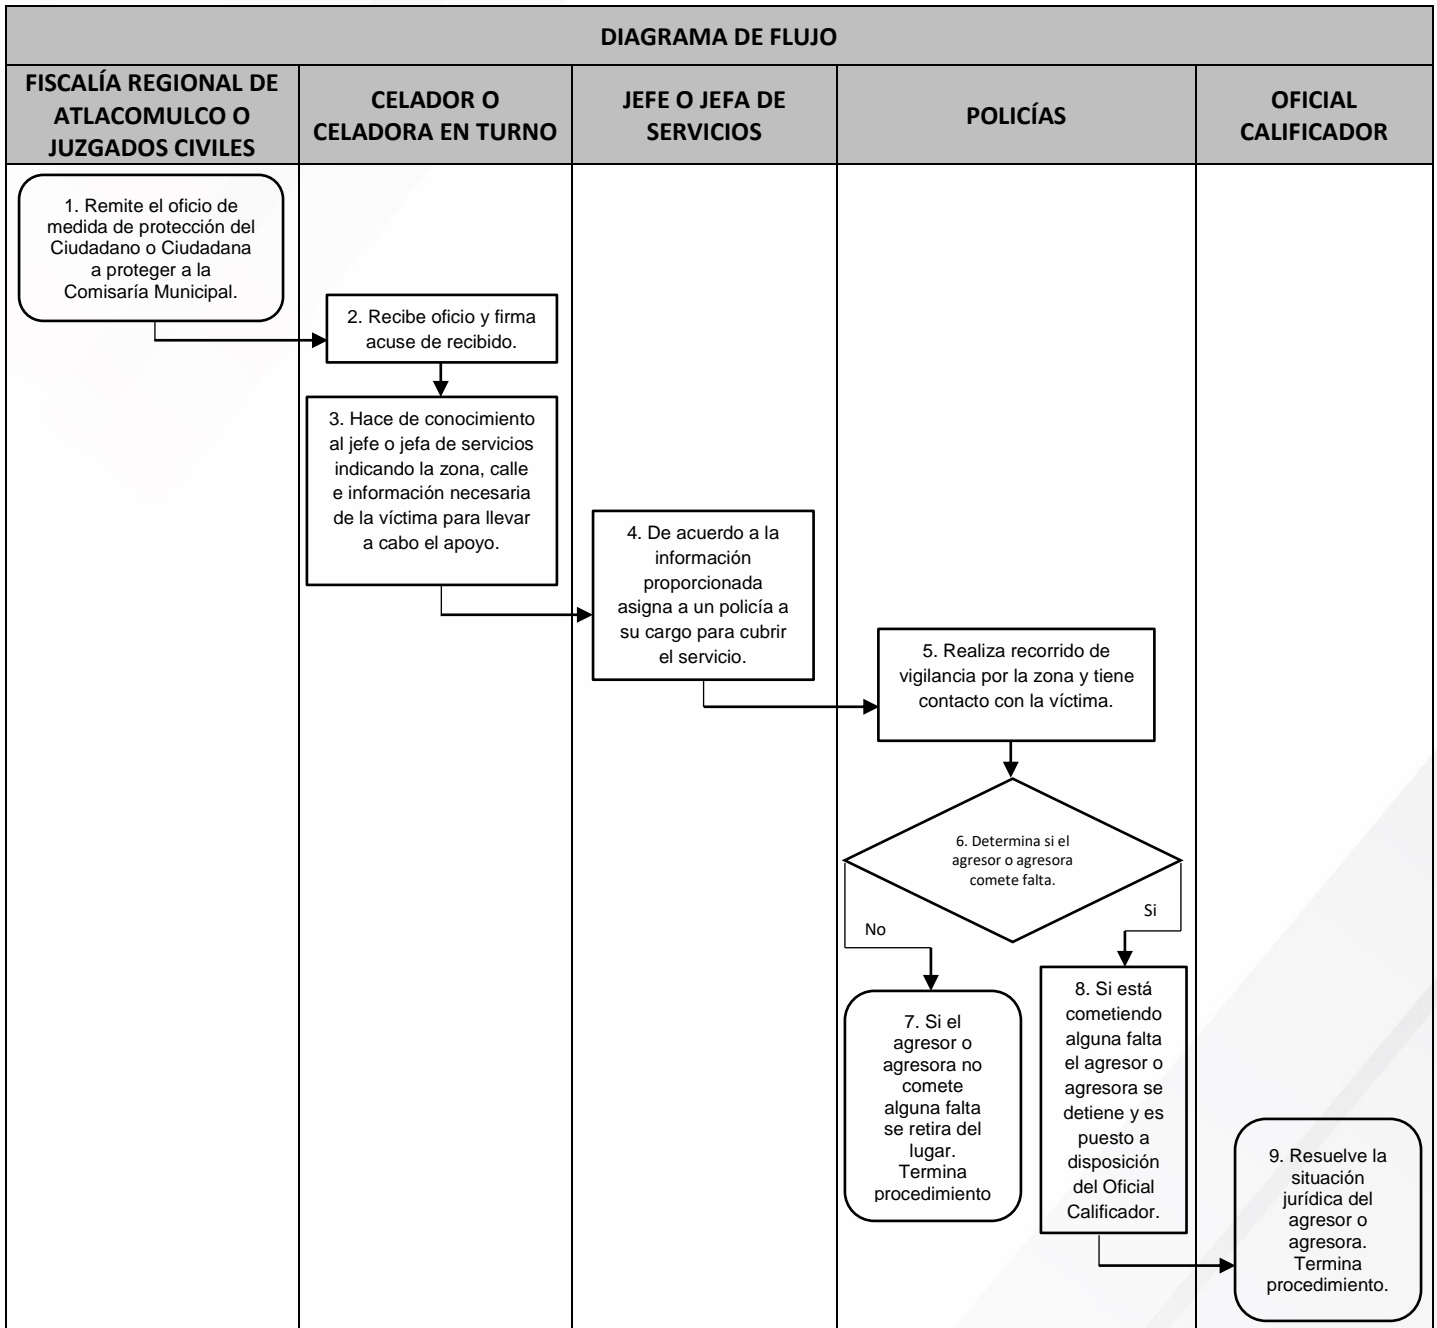 DIAGRAMA DE FLUJO
FISCALÍA REGIONAL DE
ATLACOMULCO O
JUZGADOS CIVILES
CELADOR O
CELADORA EN TURNO
JEFE O JEFA DE
SERVICIOS
POLICÍAS
OFICIAL
CALIFICADOR
1. Remite el oficio de
medida de protección del
Ciudadano o Ciudadana
a proteger a la
Comisaría Municipal.
2. Recibe oficio y firma
acuse de recibido.
3. Hace de conocimiento
al jefe o jefa de servicios
indicando la zona, calle
e información necesaria
de la víctima para llevar
a cabo el apoyo.
4. De acuerdo a la
información
proporcionada
asigna a un policía a
su cargo para cubrir
el servicio.
5. Realiza recorrido de
vigilancia por la zona y tiene
contacto con la víctima.
6. Determina si el
agresor o agresora
comete falta.
No
Si
7. Si el
agresor o
agresora no
comete
alguna falta
se retira del
lugar.
Termina
procedimiento
8. Si está
cometiendo
alguna falta
el agresor o
agresora se
detiene y es
puesto a
disposición
del Oficial
Calificador.
9. Resuelve la
situación
jurídica del
agresor o
agresora.
Termina
procedimiento.